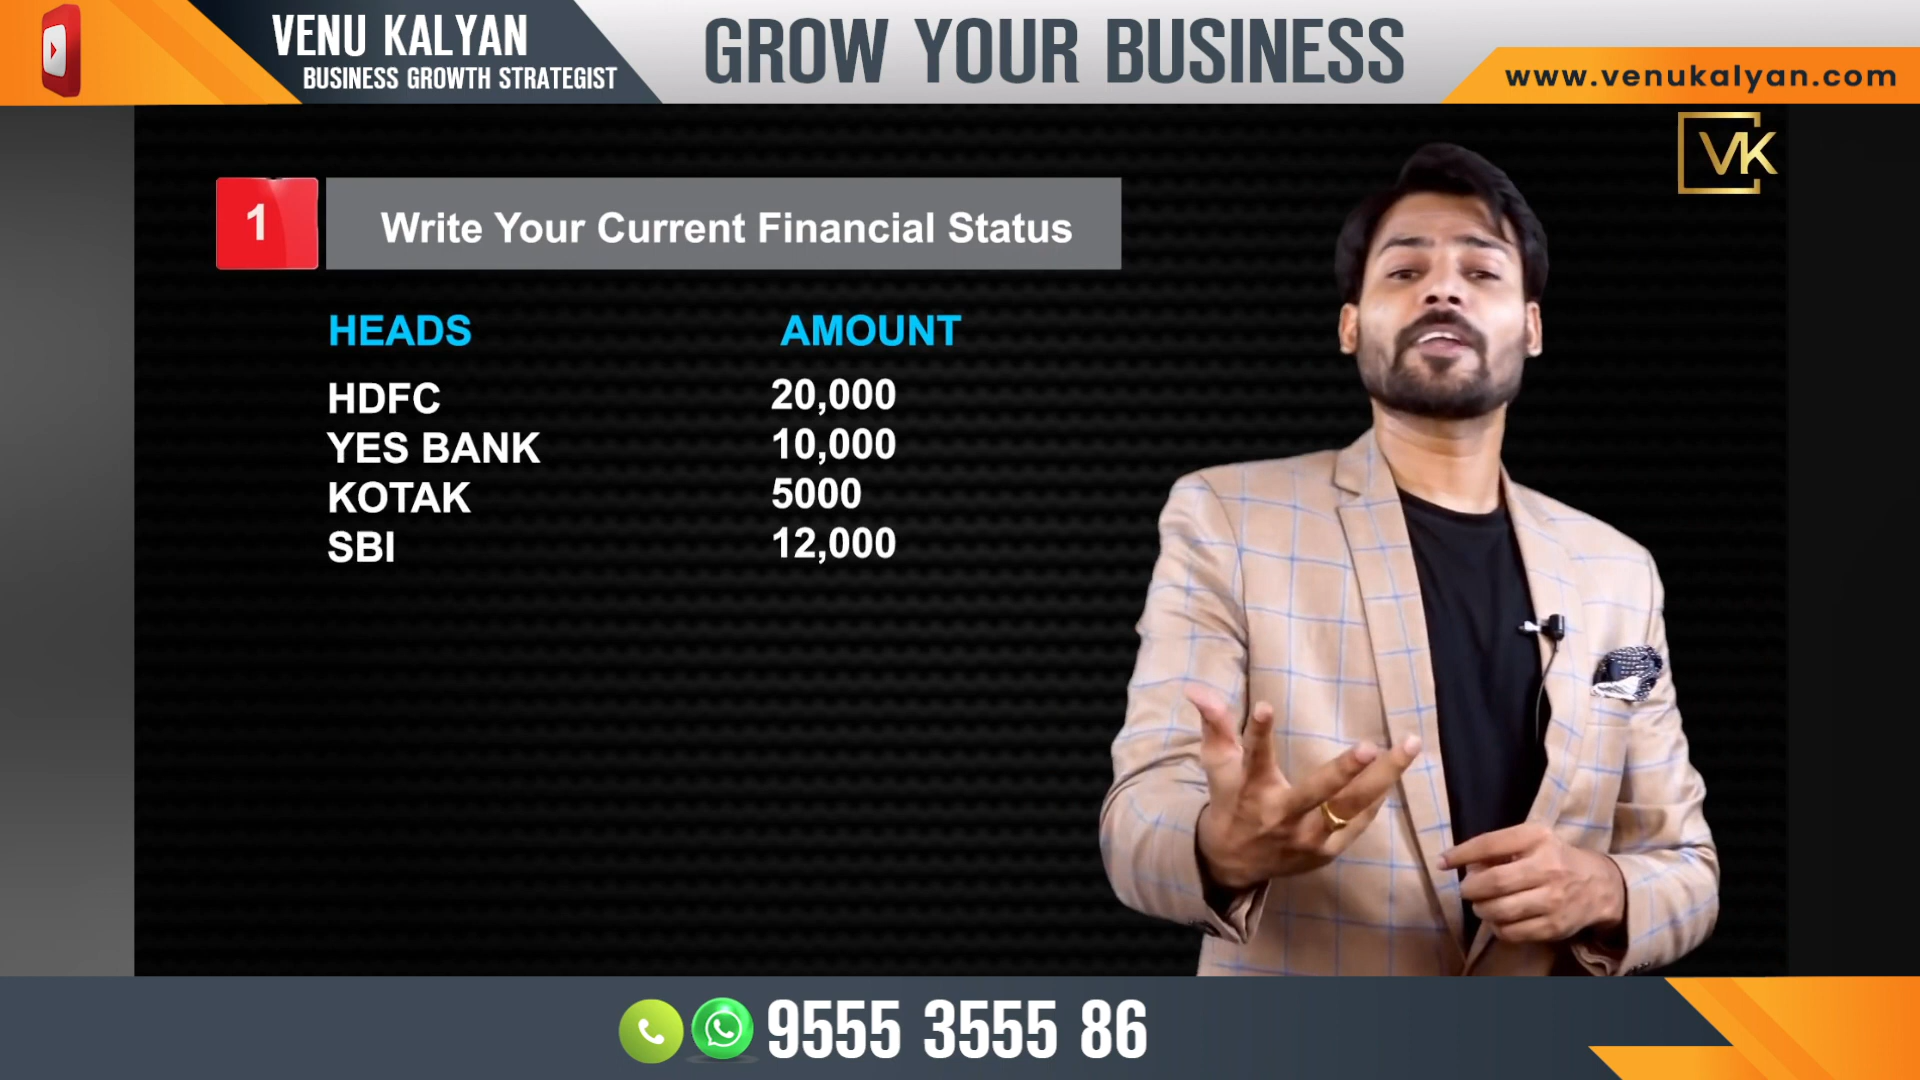 VENU KALYAN
BUSINESS GROWTH STRATEGIST
GROW YOUR BUSINESS
www.venukalyan.com
VK
1
Write Your Current Financial Status
HEADS AMOUNT
HDFC 20,000
YES BANK 10,000
KOTAK 5000
SBI 12,000
9555 3555 86